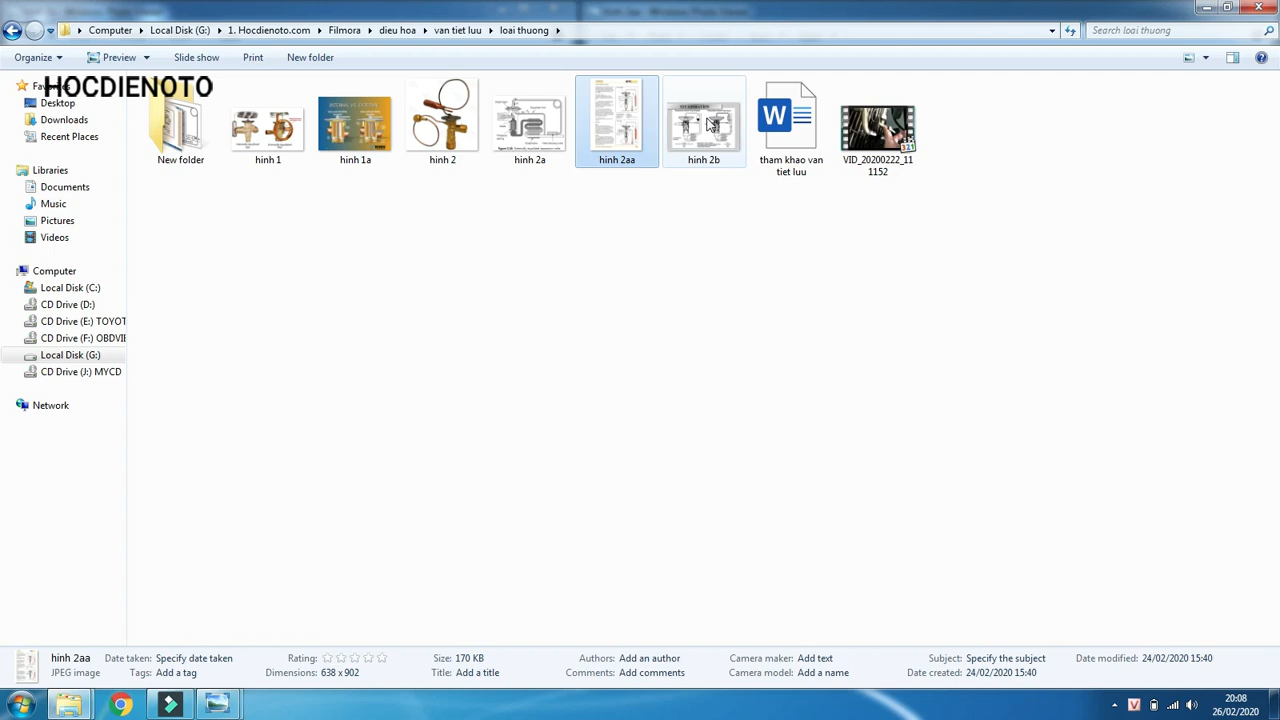 Computer
Local Disk (G:)
1. Hocdienoto.com
Filmora
dieu hoa
van tiet luu
loai thuong
Search loai thuong
Organize
Preview
Slide show
Print
New folder
HOCDIENOTO
Desktop
Downloads
Recent Places
Libraries
Documents
Music
Pictures
Videos
Computer
Local Disk (C:)
CD Drive (D:)
CD Drive (E:) TOYOT
CD Drive (F:) OBDVIE
Local Disk (G:)
CD Drive (J:) MYCD
Network
New folder
hinh 1
hinh 1a
hinh 2
hinh 2a
hinh 2aa
hinh 2b
tham khao van
tiet luu
VID_20200222_11
1152
hinh 2aa
JPEG image
Date taken: Specify date taken
Tags: Add a tag
Rating:
Dimensions: 638 x 902
Size: 170 KB
Title: Add a title
Authors: Add an author
Comments: Add comments
Camera maker: Add text
Camera model: Add a name
Subject: Specify the subject
Date created: 24/02/2020 15:40
Date modified: 24/02/2020 15:40
20:08
26/02/2020